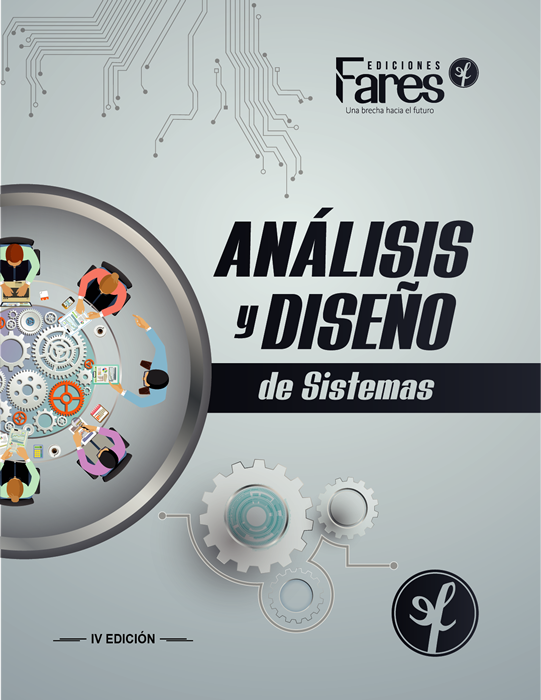 EDICIONES
Fares
Una brecha hacia el futuro
ANÁLISIS
y DISEÑO
de Sistemas
IV EDICIÓN